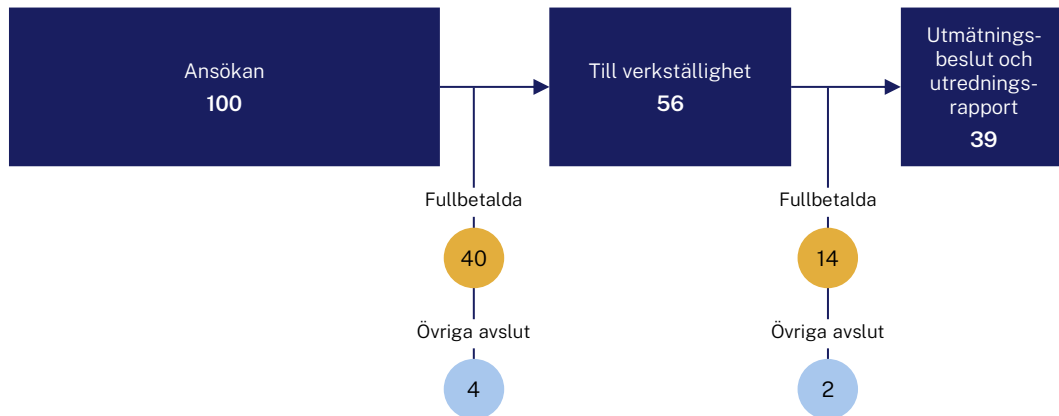 Ansökan
100
Till verkställighet
56
Utmätnings-
beslut och
utrednings-
rapport
39
Fullbetalda
40
Övriga avslut
4
Fullbetalda
14
Övriga avslut
2